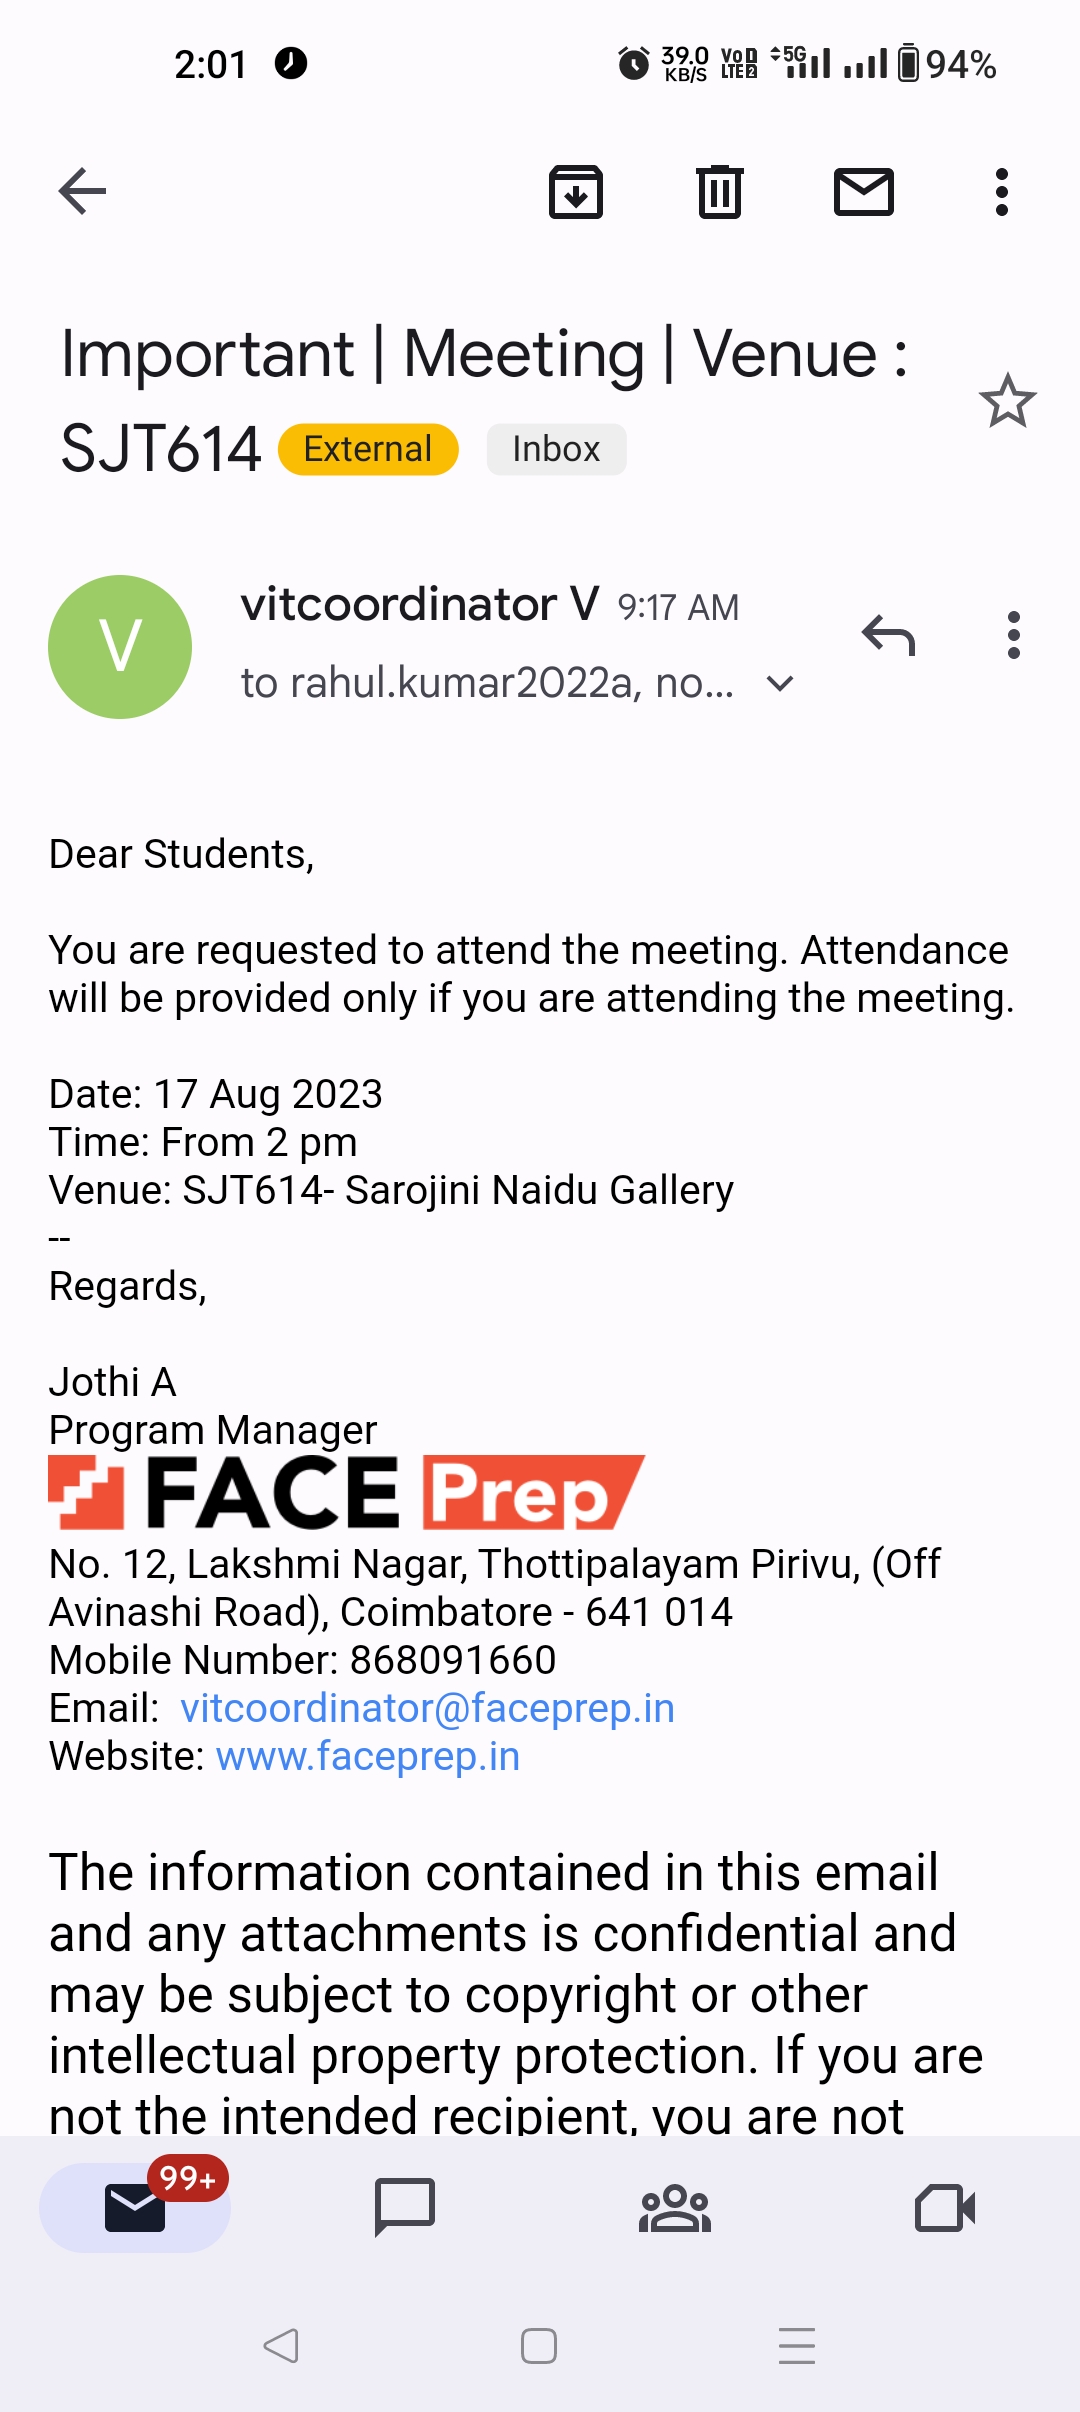 2:01
39.0 KB/S VoD LTE2 5G 94%
Important | Meeting | Venue :
SJT614 External Inbox
V
vitcoordinator V 9:17 AM
to rahul.kumar2022a, no...
Dear Students,
You are requested to attend the meeting. Attendance
will be provided only if you are attending the meeting.
Date: 17 Aug 2023
Time: From 2 pm
Venue: SJT614- Sarojini Naidu Gallery
--
Regards,
Jothi A
Program Manager
FACE Prep
No. 12, Lakshmi Nagar, Thottipalayam Pirivu, (Off
Avinashi Road), Coimbatore - 641 014
Mobile Number: 868091660
Email: vitcoordinator@faceprep.in
Website: www.faceprep.in
The information contained in this email
and any attachments is confidential and
may be subject to copyright or other
intellectual property protection. If you are
not the intended recipient, you are not
99+